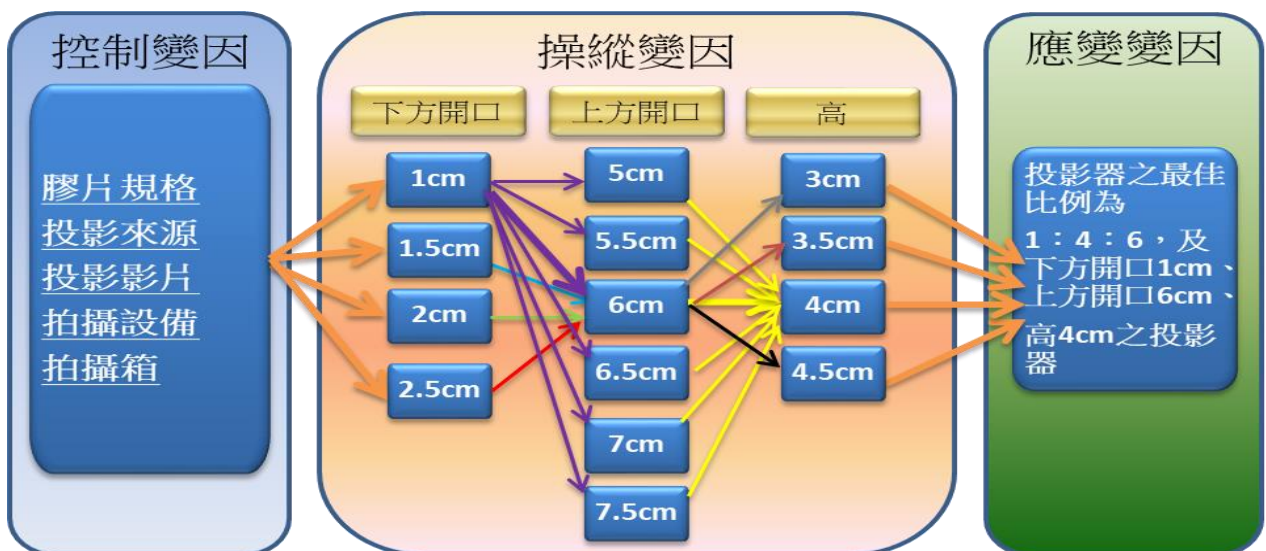 控制變因
膠片規格
投影來源
投影影片
拍攝設備
拍攝箱
操縱變因
下方開口
1cm
1.5cm
2cm
2.5cm
上方開口
5cm
5.5cm
6cm
6.5cm
7cm
7.5cm
高
3cm
3.5cm
4cm
4.5cm
應變變因
投影器之最佳
比例為
1：4：6，及
下方開口1cm、
上方開口6cm、
高4cm之投影
器